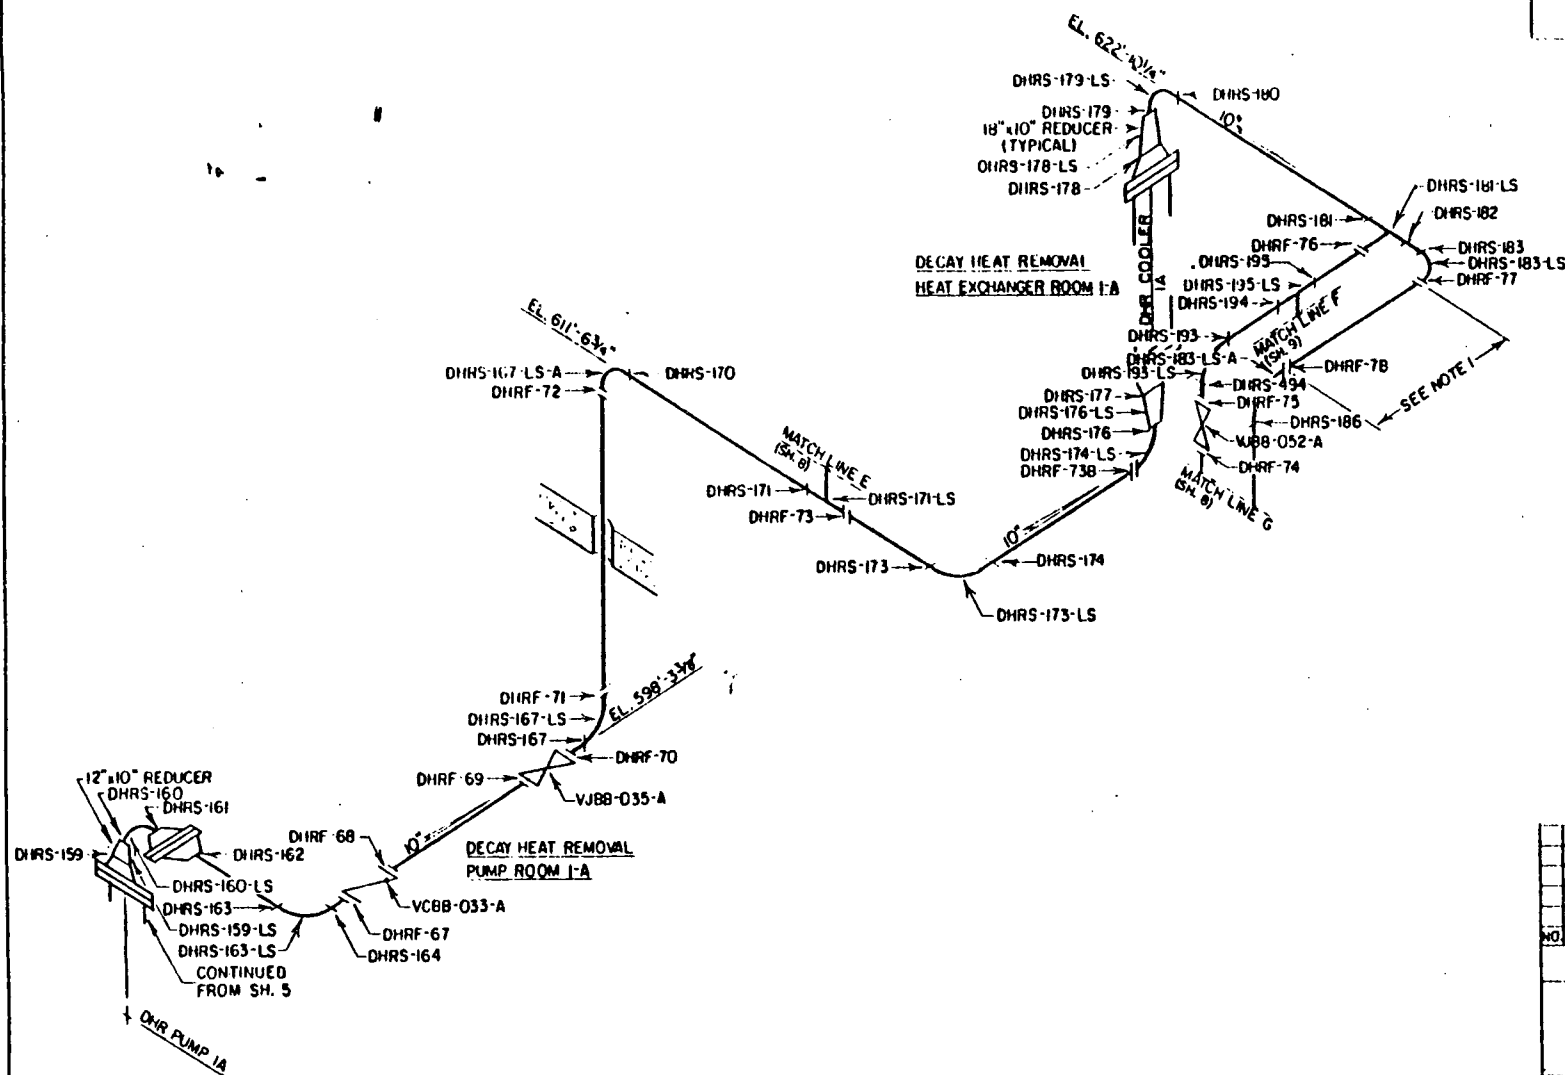 EL. 622'-10¼"
DHRS-179-LS
DHRS-180
DHRS-179
10"
18"x10" REDUCER
(TYPICAL)
DHRS-178-LS
DHRS-178
DHRS-181-LS
DHRS-182
DHRS-181
DHRF-76
DHRS-183
DHRS-183-LS
DHRF-77
DHR COOLER
1A
DECAY HEAT REMOVAL
HEAT EXCHANGER ROOM 1-A
DHRS-195
DHRS-195-LS
DHRS-194
EL. 611'-6¾"
MATCH LINE F
(SH. 9)
DHRS-193
DHRS-183-LS-A
DHRS-193-LS
DHRF-78
SEE NOTE 1
DHRS-167-LS-A
DHRS-170
DHRF-72
DHRS-494
DHRS-177
DHRF-75
DHRS-176-LS
DHRS-186
DHRS-176
VJ88-052-A
DHRS-174-LS
DHRF-74
DHRF-73B
MATCH LINE E
(SH. 8)
MATCH LINE G
(SH. 8)
DHRS-171
DHRS-171-LS
DHRF-73
10"
DHRS-173
DHRS-174
DHRS-173-LS
EL. 598'-3⅜"
DHRF-71
DHRS-167-LS
DHRS-167
DHRF-70
DHRF-69
VJBB-035-A
12"x10" REDUCER
DHRS-160
DHRS-161
DHRF-68
10"
DECAY HEAT REMOVAL
PUMP ROOM 1-A
DHRS-159
DHRS-162
DHRS-160-LS
DHRS-163
VCBB-033-A
DHRS-159-LS
DHRF-67
DHRS-163-LS
DHRS-164
CONTINUED
FROM SH. 5
DHR PUMP 1A
NO.